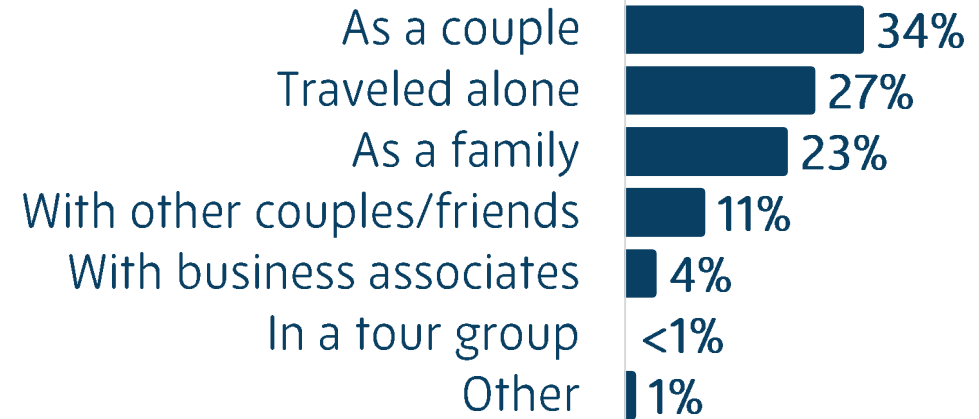 As a couple 34%
Traveled alone 27%
As a family 23%
With other couples/friends 11%
With business associates 4%
In a tour group <1%
Other 1%